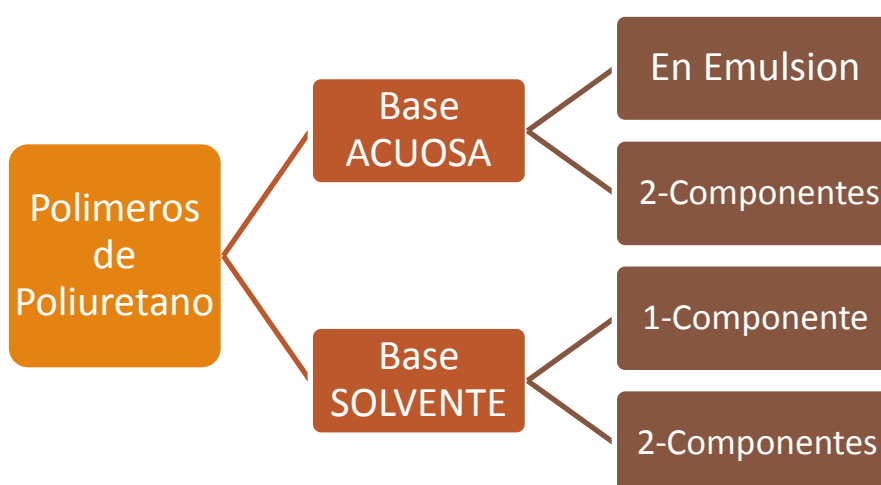 Polimeros
de
Poliuretano
Base
ACUOSA
En Emulsion
2-Componentes
Base
SOLVENTE
1-Componente
2-Componentes